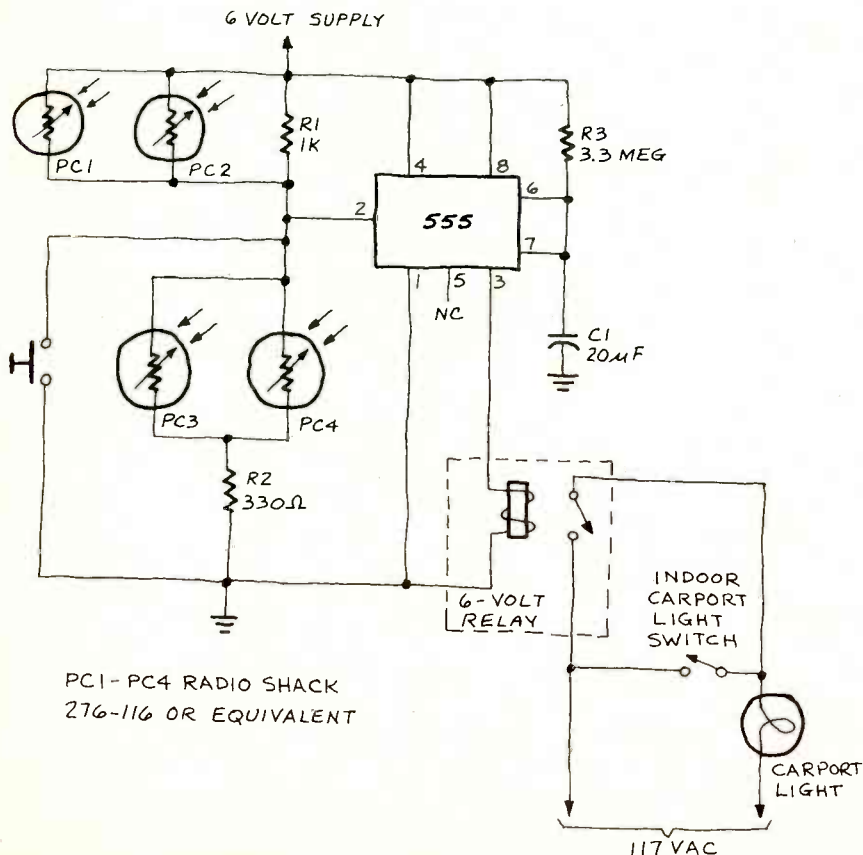 6 VOLT SUPPLY
PC1
PC2
R1
1K
R3
3.3 MEG
4
8
6
2
555
7
1
5
3
NC
C1
20µF
PC3
PC4
R2
330Ω
6-VOLT
RELAY
INDOOR
CARPORT
LIGHT
SWITCH
PC1-PC4 RADIO SHACK
276-116 OR EQUIVALENT
CARPORT
LIGHT
117 VAC